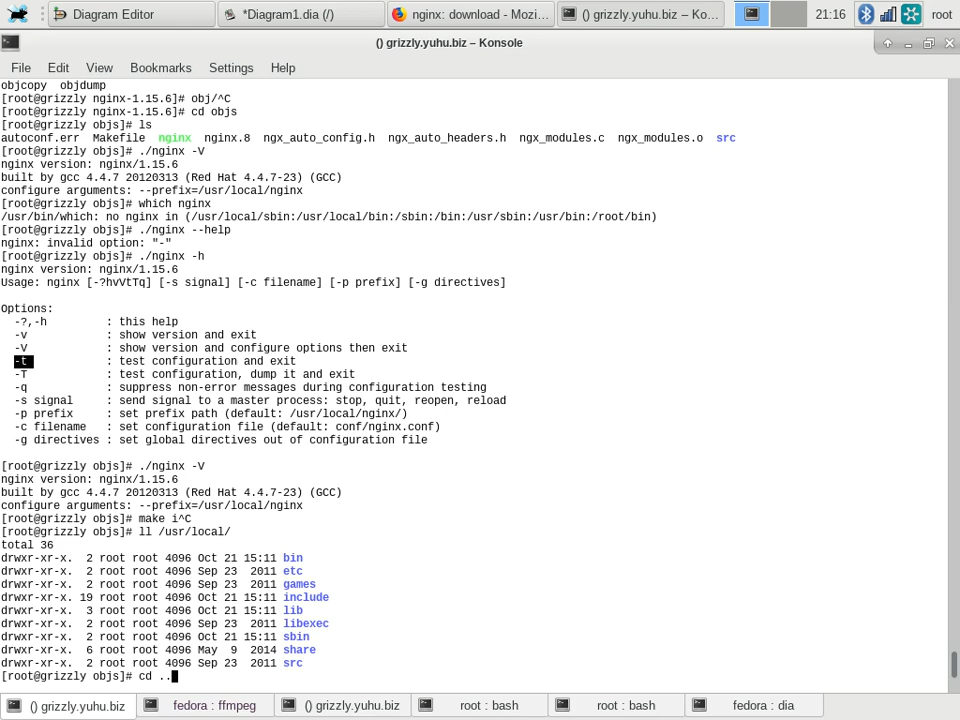 Diagram Editor
*Diagram1.dia (/)
nginx: download - Mozi...
() grizzly.yuhu.biz – Ko...
21:16
root
() grizzly.yuhu.biz – Konsole
File Edit View Bookmarks Settings Help
objcopy  objdump
[root@grizzly nginx-1.15.6]# obj/^C
[root@grizzly nginx-1.15.6]# cd objs
[root@grizzly objs]# ls
autoconf.err  Makefile  nginx  nginx.8  ngx_auto_config.h  ngx_auto_headers.h  ngx_modules.c  ngx_modules.o  src
[root@grizzly objs]# ./nginx -V
nginx version: nginx/1.15.6
built by gcc 4.4.7 20120313 (Red Hat 4.4.7-23) (GCC)
configure arguments: --prefix=/usr/local/nginx
[root@grizzly objs]# which nginx
/usr/bin/which: no nginx in (/usr/local/sbin:/usr/local/bin:/sbin:/bin:/usr/sbin:/usr/bin:/root/bin)
[root@grizzly objs]# ./nginx --help
nginx: invalid option: "-"
[root@grizzly objs]# ./nginx -h
nginx version: nginx/1.15.6
Usage: nginx [-?hvVtTq] [-s signal] [-c filename] [-p prefix] [-g directives]
Options:
  -?,-h         : this help
  -v            : show version and exit
  -V            : show version and configure options then exit
  -t            : test configuration and exit
  -T            : test configuration, dump it and exit
  -q            : suppress non-error messages during configuration testing
  -s signal     : send signal to a master process: stop, quit, reopen, reload
  -p prefix     : set prefix path (default: /usr/local/nginx/)
  -c filename   : set configuration file (default: conf/nginx.conf)
  -g directives : set global directives out of configuration file
[root@grizzly objs]# ./nginx -V
nginx version: nginx/1.15.6
built by gcc 4.4.7 20120313 (Red Hat 4.4.7-23) (GCC)
configure arguments: --prefix=/usr/local/nginx
[root@grizzly objs]# make i^C
[root@grizzly objs]# ll /usr/local/
total 36
drwxr-xr-x.  2 root root 4096 Oct 21 15:11 bin
drwxr-xr-x.  2 root root 4096 Sep 23  2011 etc
drwxr-xr-x.  2 root root 4096 Sep 23  2011 games
drwxr-xr-x. 19 root root 4096 Oct 21 15:11 include
drwxr-xr-x.  3 root root 4096 Oct 21 15:11 lib
drwxr-xr-x.  2 root root 4096 Sep 23  2011 libexec
drwxr-xr-x.  2 root root 4096 Oct 21 15:11 sbin
drwxr-xr-x.  6 root root 4096 May  9  2014 share
drwxr-xr-x.  2 root root 4096 Sep 23  2011 src
[root@grizzly objs]# cd ..
() grizzly.yuhu.biz
fedora : ffmpeg
() grizzly.yuhu.biz
root : bash
root : bash
fedora : dia